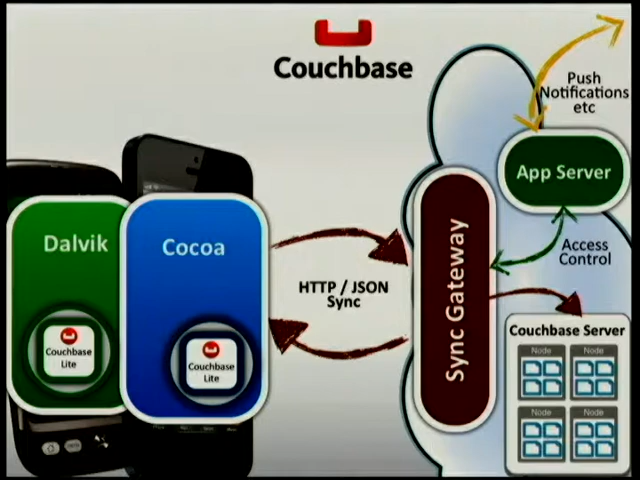 Couchbase
Push
Notifications
etc
App Server
Dalvik
Cocoa
Access
Control
Sync Gateway
HTTP / JSON
Sync
Couchbase Server
Node
Node
Node
Node
Couchbase
Lite
Couchbase
Lite